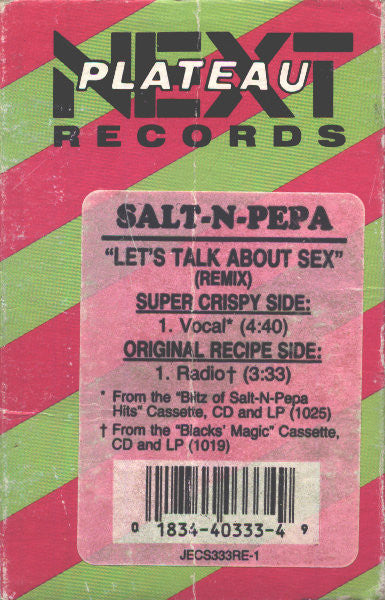 NEXT
PLATEAU
RECORDS
SALT-N-PEPA
"LET'S TALK ABOUT SEX"
(REMIX)
SUPER CRISPY SIDE:
1. Vocal* (4:40)
ORIGINAL RECIPE SIDE:
1. Radio† (3:33)
* From the "Blitz of Salt-N-Pepa
Hits" Cassette, CD and LP (1025)
† From the "Blacks' Magic" Cassette,
CD and LP (1019)
0 1834-40333-4 9
JECS333RE-1